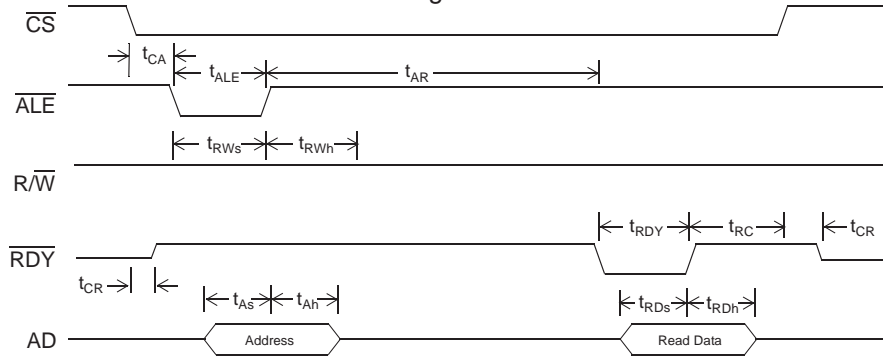 CS
tCA
tALE
tAR
ALE
tRWs
tRWh
R/W
tRDY
tRC
tCR
RDY
tCR
tAs
tAh
tRDs
tRDh
AD
Address
Read Data